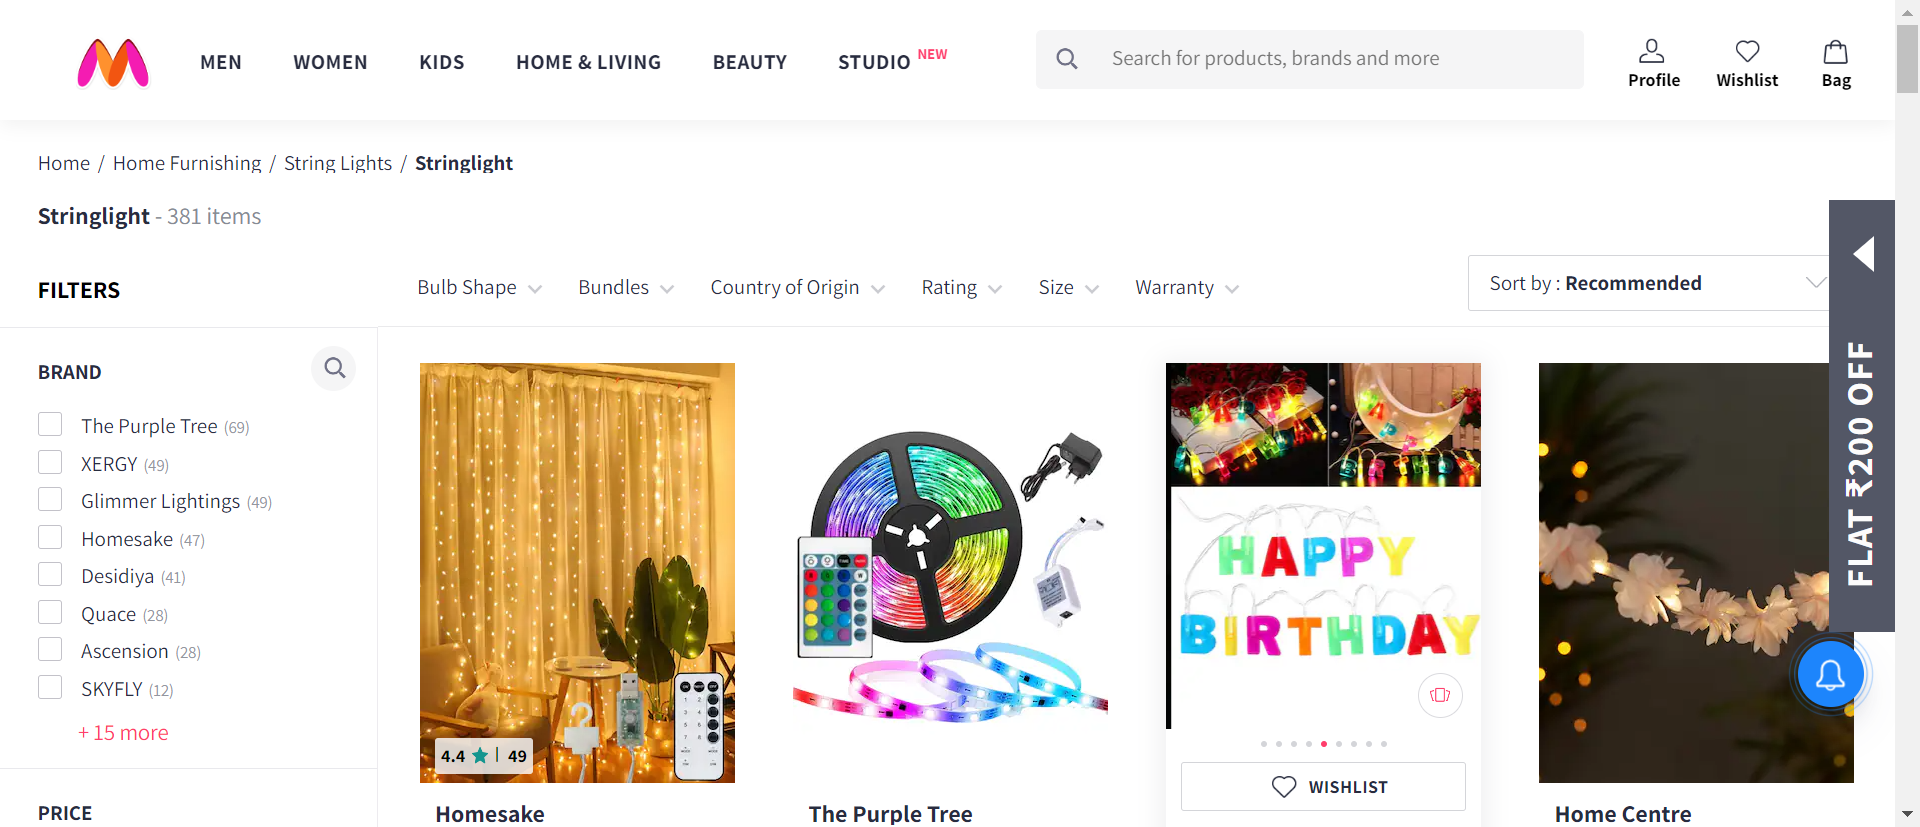 MEN WOMEN KIDS HOME & LIVING BEAUTY STUDIO NEW
Search for products, brands and more
Profile Wishlist Bag
Home / Home Furnishing / String Lights / Stringlight
Stringlight - 381 items
FILTERS
Bulb Shape Bundles Country of Origin Rating Size Warranty
Sort by : Recommended
FLAT ₹200 OFF
BRAND
The Purple Tree (69)
XERGY (49)
Glimmer Lightings (49)
Homesake (47)
Desidiya (41)
Quace (28)
Ascension (28)
SKYFLY (12)
+ 15 more
PRICE
4.4 | 49
Homesake
The Purple Tree
HAPPY
BIRTHDAY
WISHLIST
Home Centre